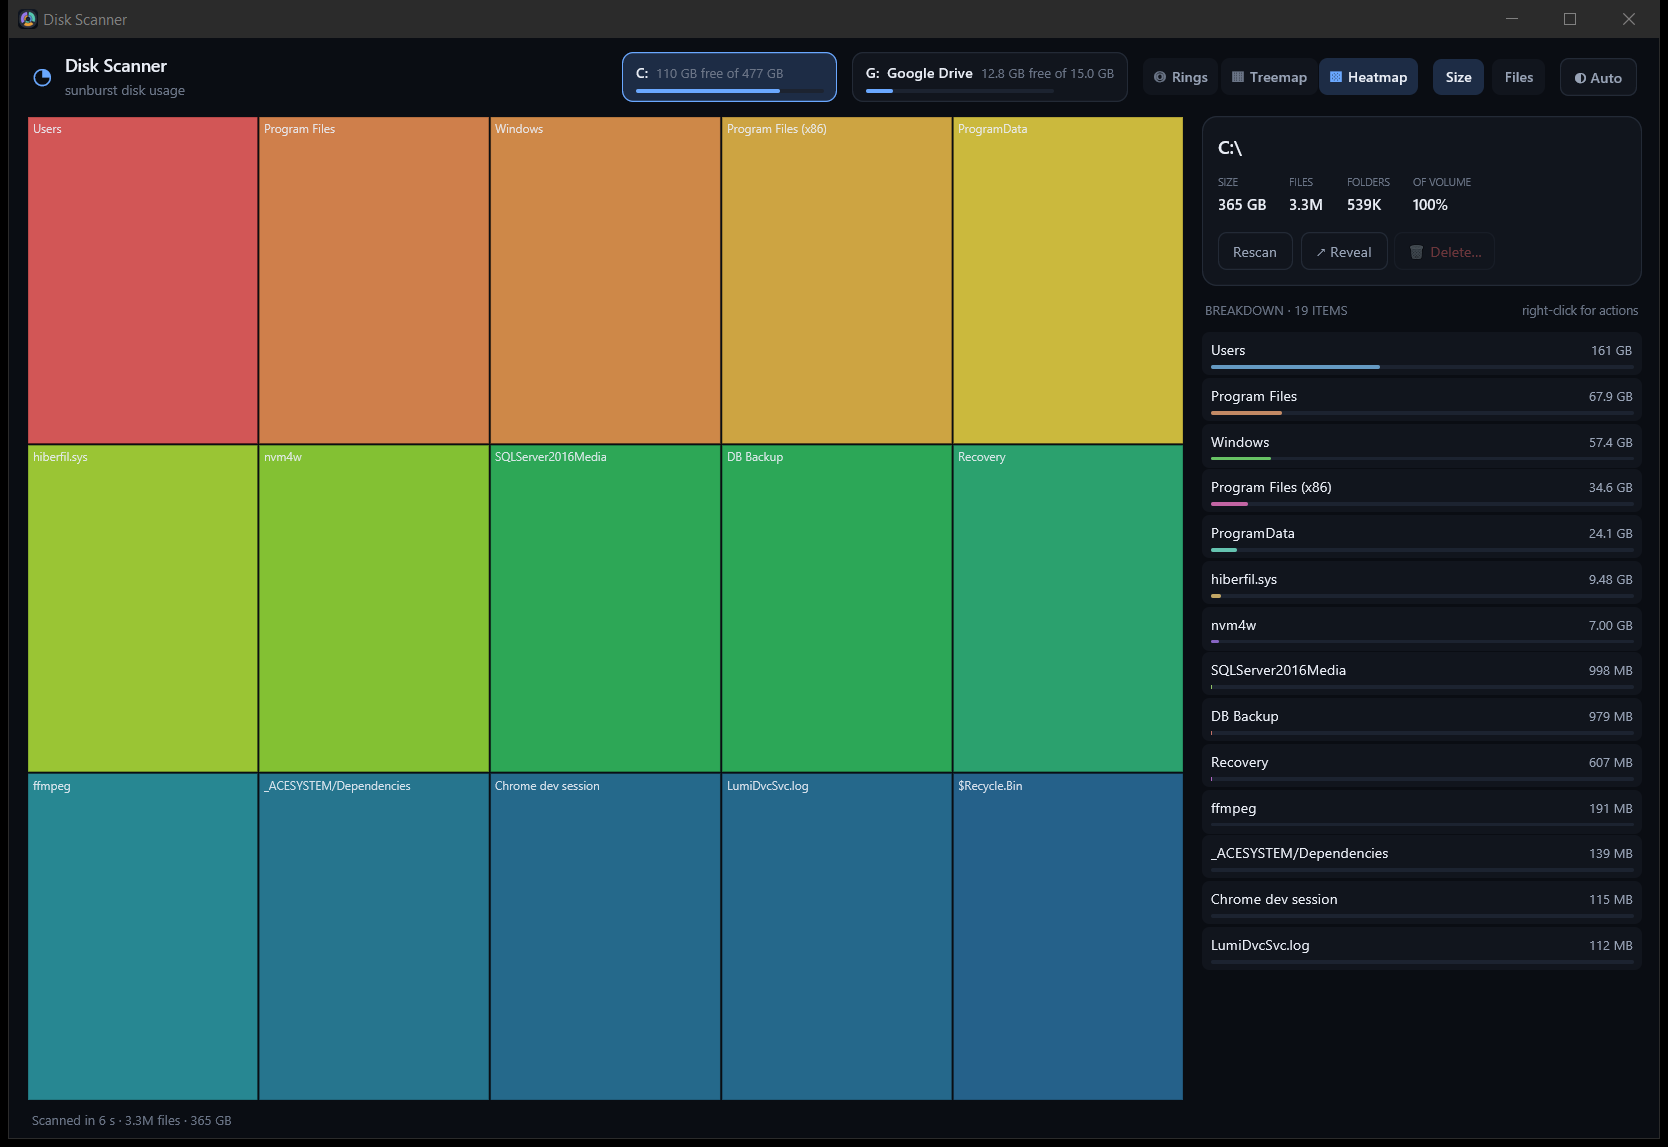 Disk Scanner
Disk Scanner
sunburst disk usage
C: 110 GB free of 477 GB
G: Google Drive 12.8 GB free of 15.0 GB
Rings
Treemap
Heatmap
Size
Files
Auto
Users
Program Files
Windows
Program Files (x86)
ProgramData
hiberfil.sys
nvm4w
SQLServer2016Media
DB Backup
Recovery
ffmpeg
_ACESYSTEM/Dependencies
Chrome dev session
LumiDvcSvc.log
$Recycle.Bin
Scanned in 6 s · 3.3M files · 365 GB
C:\
SIZE FILES FOLDERS OF VOLUME
365 GB 3.3M 539K 100%
Rescan
↗ Reveal
Delete...
BREAKDOWN · 19 ITEMS
right-click for actions
Users 161 GB
Program Files 67.9 GB
Windows 57.4 GB
Program Files (x86) 34.6 GB
ProgramData 24.1 GB
hiberfil.sys 9.48 GB
nvm4w 7.00 GB
SQLServer2016Media 998 MB
DB Backup 979 MB
Recovery 607 MB
ffmpeg 191 MB
_ACESYSTEM/Dependencies 139 MB
Chrome dev session 115 MB
LumiDvcSvc.log 112 MB